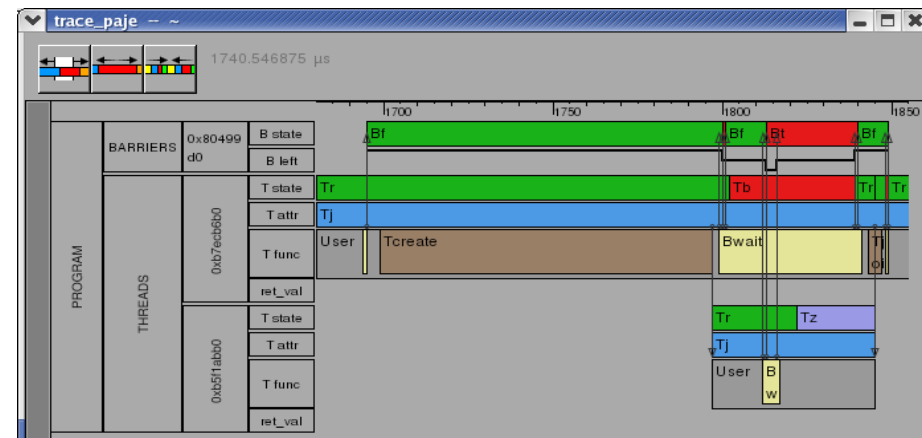 trace_paje -- ~
1740.546875 µs
1700 1750 1800 1850
PROGRAM
BARRIERS
0x80499
d0
B state
Bf Bf Bt Bf
B left
THREADS
0xb7ecb6b0
T state
Tr Tb Tr Tr
T attr
Tj
T func
User Tcreate Bwait Tj
oi
ret_val
0xb5f1abb0
T state
Tr Tz
T attr
Tj
T func
User B
w
ret_val